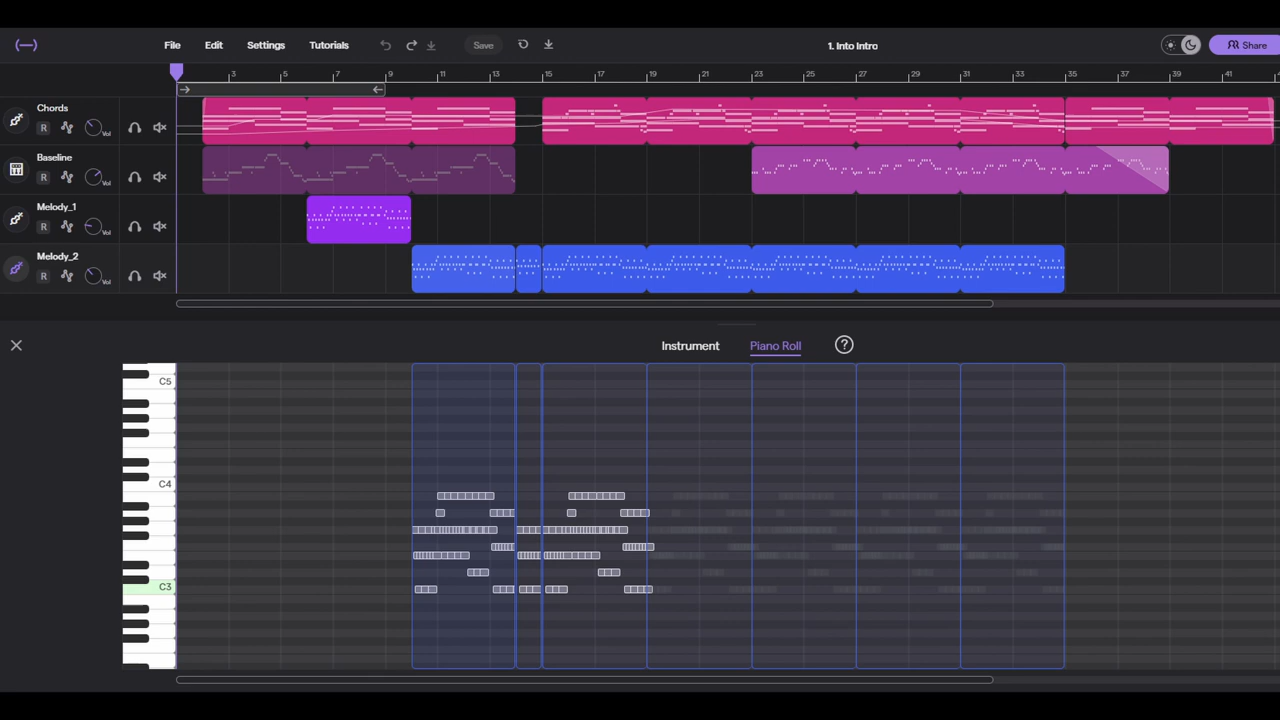 File Edit Settings Tutorials Save 1. Into Intro Share
3 5 7 9 11 13 15 17 19 21 23 25 27 29 31 33 35 37 39 41
Chords
R Vol
Baseline
R Vol
Melody_1
R Vol
Melody_2
R Vol
Instrument Piano Roll ?
C5
C4
C3